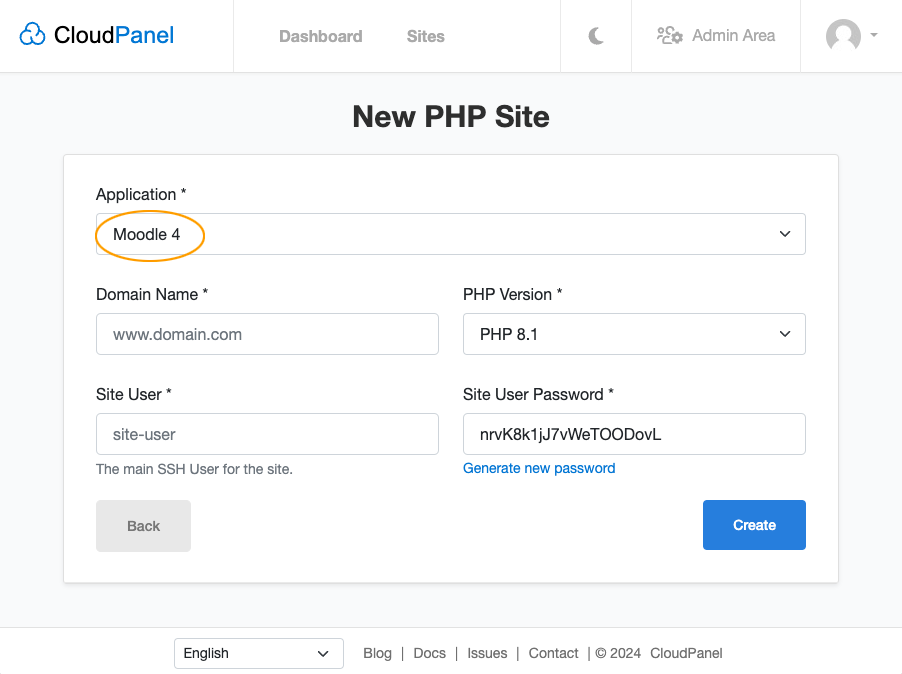 CloudPanel Dashboard Sites Admin Area
New PHP Site
Application *
Moodle 4
Domain Name * PHP Version *
www.domain.com PHP 8.1
Site User * Site User Password *
site-user nrvK8k1jJ7vWeTOODovL
The main SSH User for the site. Generate new password
Back Create
English Blog | Docs | Issues | Contact | © 2024 CloudPanel